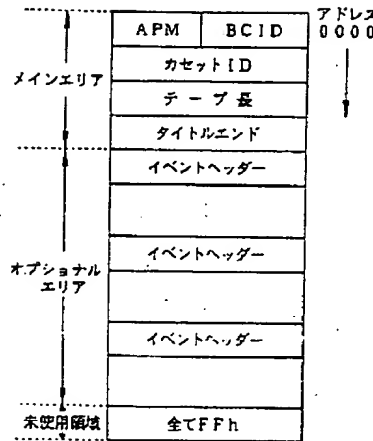 アドレス
APM BCID 0000
カセットID
メインエリア
テープ長
タイトルエンド
イベントヘッダー
イベントヘッダー
オプショナル
エリア
イベントヘッダー
未使用領域 全てFFh